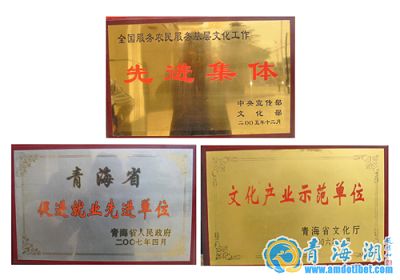 全国服务农民服务基层文化工作
先进集体
中央宣传部
文化部
二〇〇五年十二月
青海省
促进就业先进单位
青海省人民政府
二〇〇七年四月
文化产业示范单位
青海省文化厅
青海湖
www.amdotibet.com